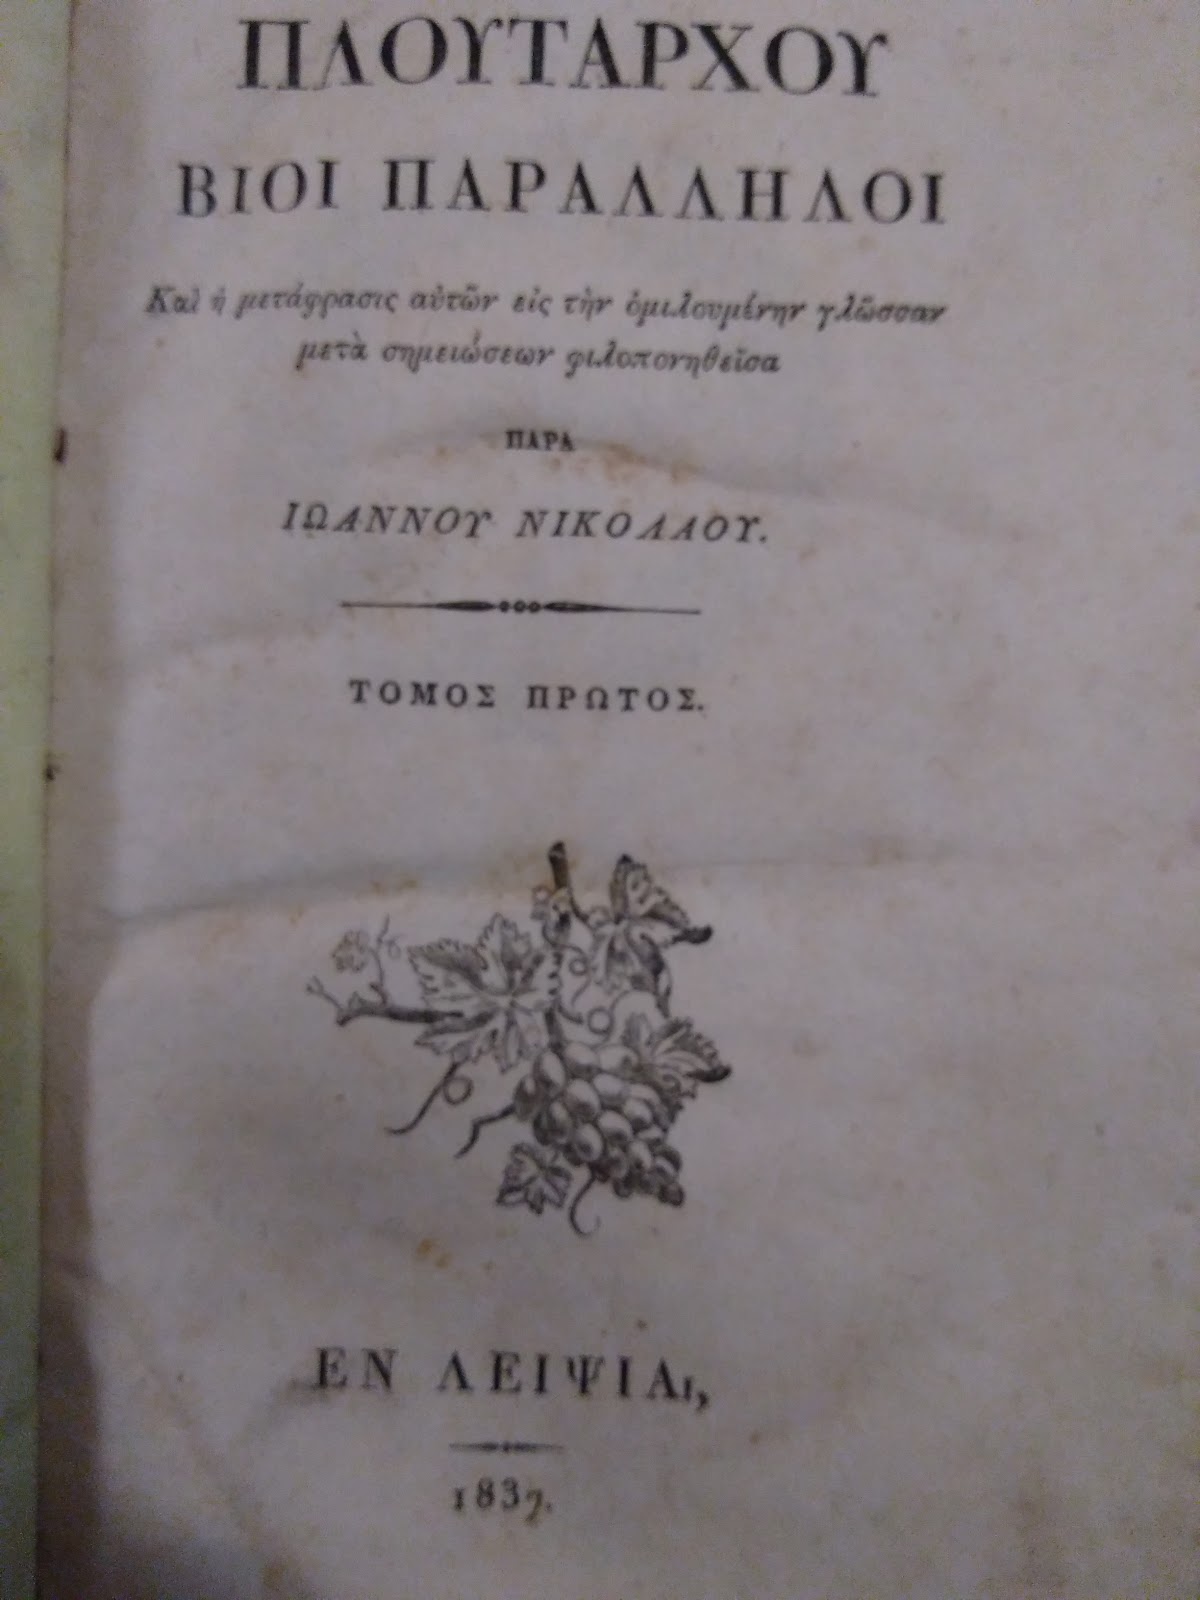 ΠΛΟΥΤΑΡΧΟΥ
ΒΙΟΙ ΠΑΡΑΛΛΗΛΟΙ
Καὶ ἡ μετάφρασις αὐτῶν εἰς τὴν ὁμιλουμένην γλῶσσαν
μετὰ σημειώσεων φιλοπονηθεῖσα
ΠΑΡΑ
ΙΩΑΝΝΟΥ ΝΙΚΟΛΑΟΥ.
ΤΟΜΟΣ ΠΡΩΤΟΣ.
ΕΝ ΛΕΙΨΙΑι,
1837.